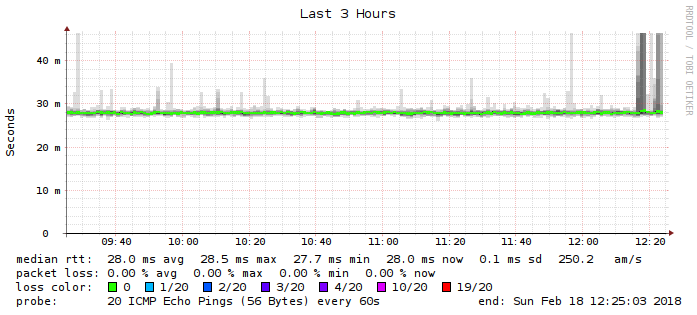 Last 3 Hours
RRDTOOL / TOBI OETIKER
Seconds
40 m
30 m
20 m
10 m
0
09:40 10:00 10:20 10:40 11:00 11:20 11:40 12:00 12:20
median rtt: 28.0 ms avg 28.5 ms max 27.7 ms min 28.0 ms now 0.1 ms sd 250.2 am/s
packet loss: 0.00 % avg 0.00 % max 0.00 % min 0.00 % now
loss color: 0 1/20 2/20 3/20 4/20 10/20 19/20
probe: 20 ICMP Echo Pings (56 Bytes) every 60s end: Sun Feb 18 12:25:03 2018